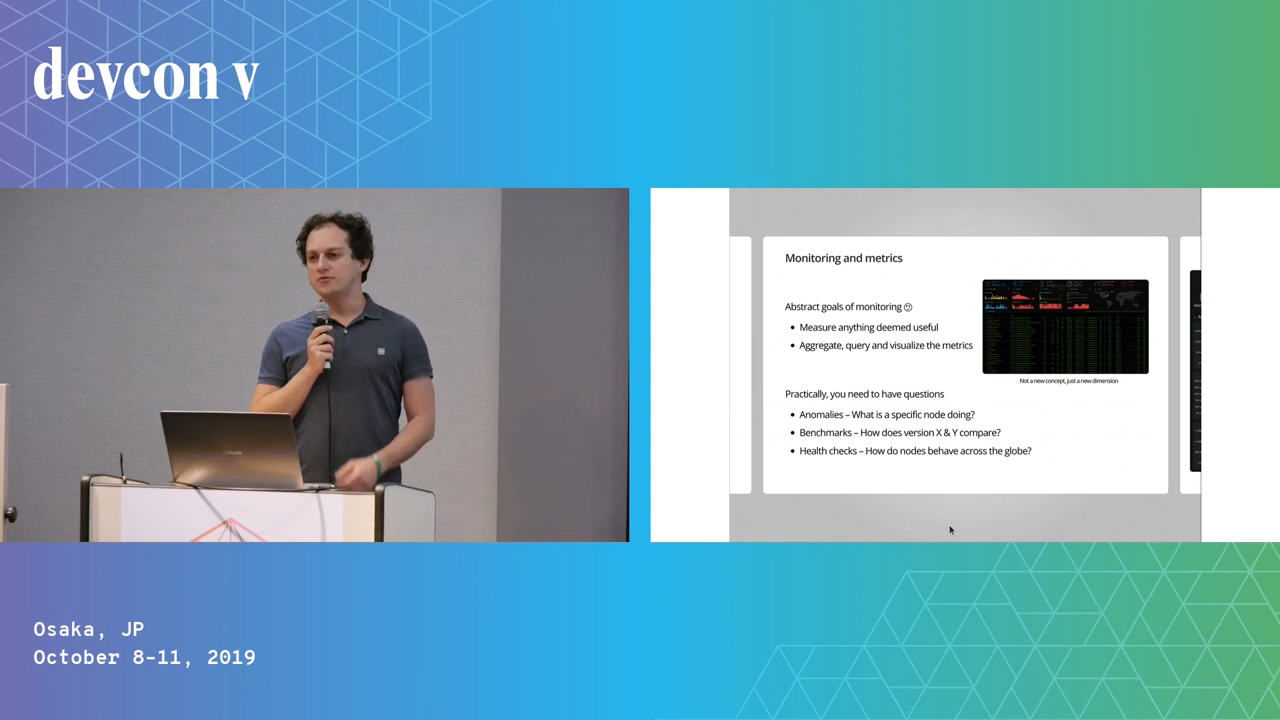 devcon v
Monitoring and metrics
Abstract goals of monitoring
• Measure anything deemed useful
• Aggregate, query and visualize the metrics
Not a new concept, just a new dimension
Practically, you need to have questions
• Anomalies – What is a specific node doing?
• Benchmarks – How does version X & Y compare?
• Health checks – How do nodes behave across the globe?
Osaka, JP
October 8-11, 2019